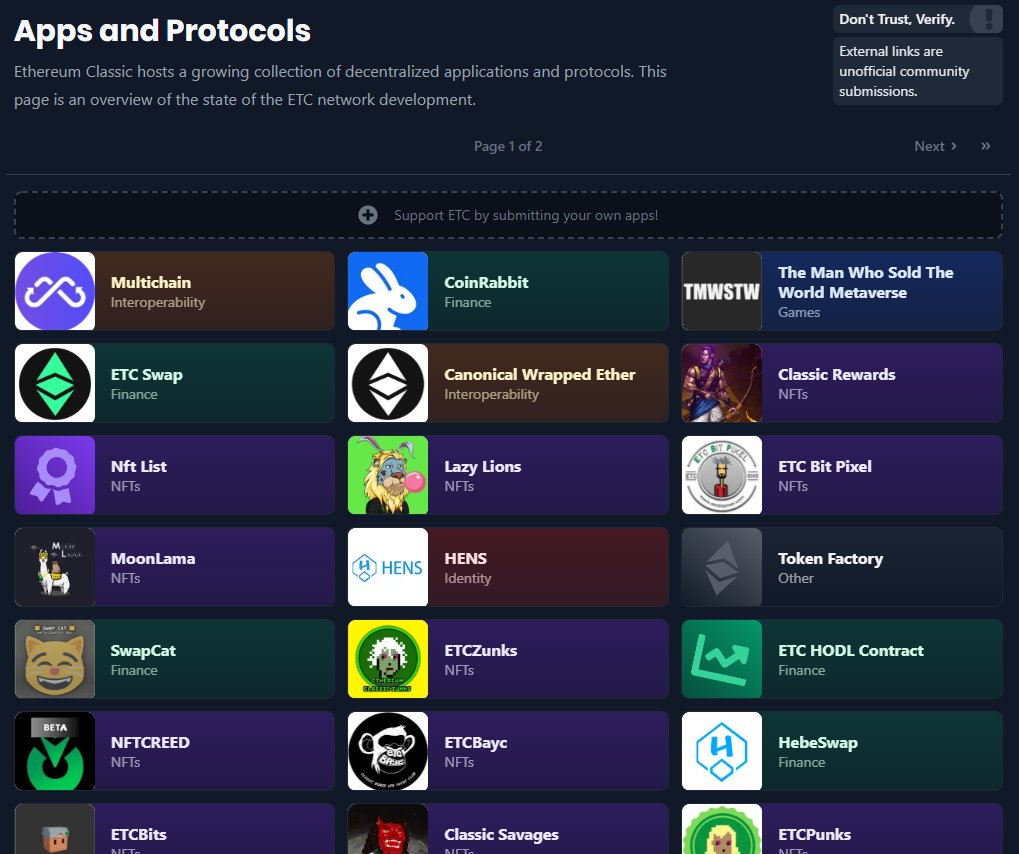 Apps and Protocols
Ethereum Classic hosts a growing collection of decentralized applications and protocols. This
page is an overview of the state of the ETC network development.
Don't Trust, Verify.
External links are
unofficial community
submissions.
Page 1 of 2
Next
Support ETC by submitting your own apps!
Multichain
Interoperability
CoinRabbit
Finance
TMWSTW
The Man Who Sold The
World Metaverse
Games
ETC Swap
Finance
Canonical Wrapped Ether
Interoperability
Classic Rewards
NFTs
Nft List
NFTs
Lazy Lions
NFTs
ETC BIT PIXEL
ETC Bit Pixel
NFTs
MoonLama
NFTs
HENS
HENS
Identity
Token Factory
Other
SWAP CAT
SwapCat
Finance
ETHEREUM
CLASSIC ZUNKS
ETCZunks
NFTs
ETC HODL Contract
Finance
BETA
NFTCREED
NFTs
ETC
BAYC
ETCBayc
NFTs
HebeSwap
Finance
ETCBits
NFTs
Classic Savages
NFTs
ETCPunks
NFTs